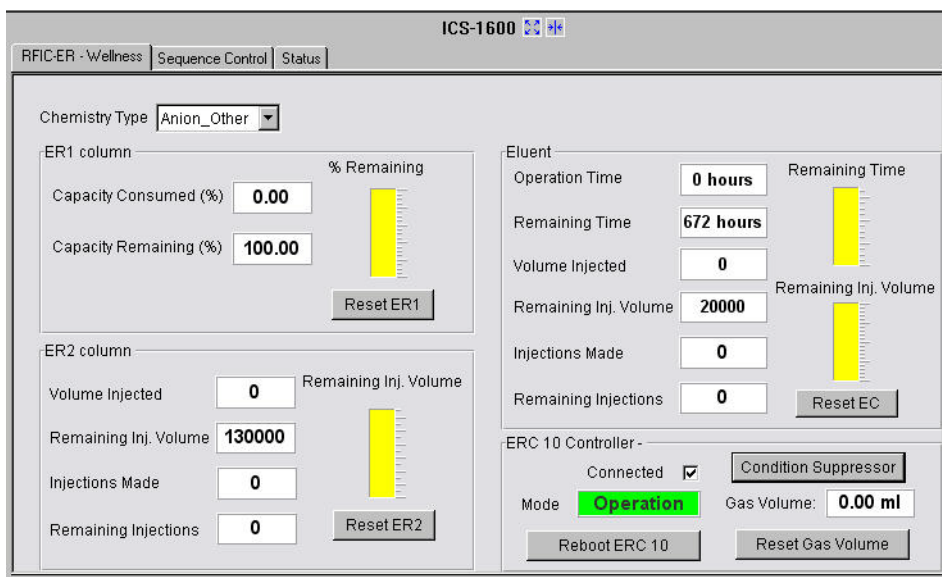 ICS-1600
RFIC-ER - Wellness Sequence Control Status
Chemistry Type Anion_Other
ER1 column
% Remaining
Capacity Consumed (%) 0.00
Capacity Remaining (%) 100.00
Reset ER1
ER2 column
Volume Injected 0
Remaining Inj. Volume
Remaining Inj. Volume 130000
Injections Made 0
Remaining Injections 0
Reset ER2
Eluent
Operation Time 0 hours
Remaining Time
Remaining Time 672 hours
Volume Injected 0
Remaining Inj. Volume
Remaining Inj. Volume 20000
Injections Made 0
Remaining Injections 0
Reset EC
ERC 10 Controller -
Connected Condition Suppressor
Mode Operation Gas Volume: 0.00 ml
Reboot ERC 10 Reset Gas Volume